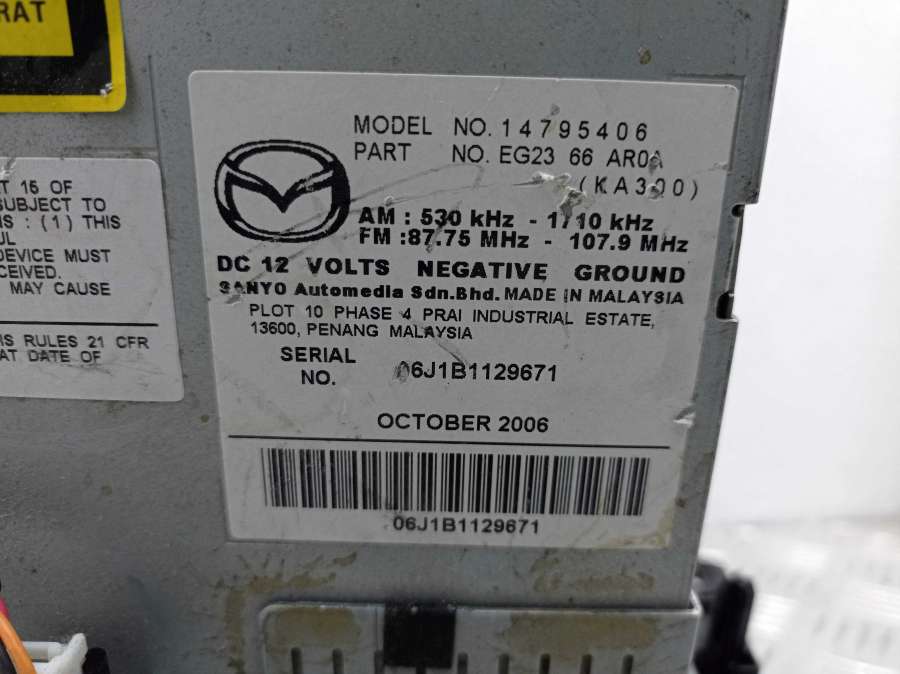 RAT
T 15 OF
SUBJECT TO
IS : (1) THIS
UL
DEVICE MUST
CEIVED.
MAY CAUSE
IS RULES 21 CFR
AT DATE OF
MODEL NO. 14795406
PART NO. EG23 66 AR0A
(KA300)
AM : 530 kHz - 1710 kHz
FM :87.75 MHz - 107.9 MHz
DC 12 VOLTS NEGATIVE GROUND
SANYO Automedia Sdn.Bhd. MADE IN MALAYSIA
PLOT 10 PHASE 4 PRAI INDUSTRIAL ESTATE,
13600, PENANG MALAYSIA
SERIAL
NO. 06J1B1129671
OCTOBER 2006
06J1B1129671